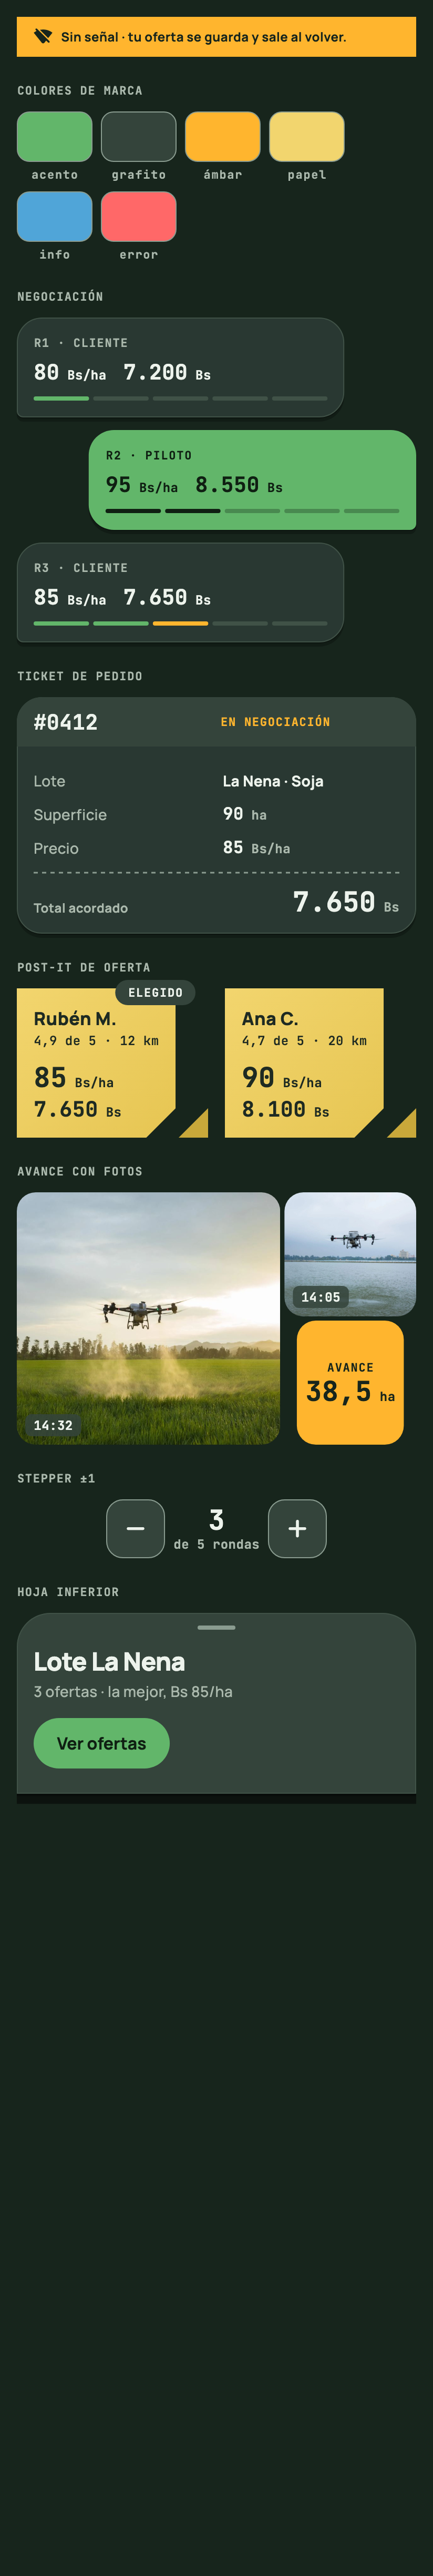 Sin señal · tu oferta se guarda y sale al volver.
COLORES DE MARCA
acento grafito ámbar papel
info error
NEGOCIACIÓN
R1 · CLIENTE
80 Bs/ha 7.200 Bs
R2 · PILOTO
95 Bs/ha 8.550 Bs
R3 · CLIENTE
85 Bs/ha 7.650 Bs
TICKET DE PEDIDO
#0412 EN NEGOCIACIÓN
Lote La Nena · Soja
Superficie 90 ha
Precio 85 Bs/ha
Total acordado 7.650 Bs
POST-IT DE OFERTA
ELEGIDO
Rubén M.
4,9 de 5 · 12 km
85 Bs/ha
7.650 Bs
Ana C.
4,7 de 5 · 20 km
90 Bs/ha
8.100 Bs
AVANCE CON FOTOS
14:32
14:05
AVANCE
38,5 ha
STEPPER ±1
− 3 +
de 5 rondas
HOJA INFERIOR
Lote La Nena
3 ofertas · la mejor, Bs 85/ha
Ver ofertas